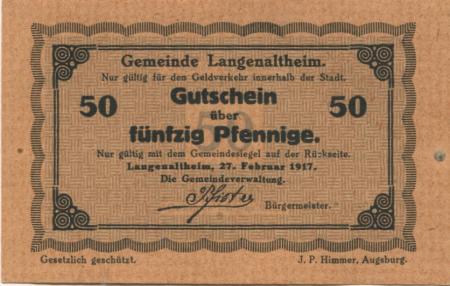 Gemeinde Langenaltheim.
Nur gültig für den Geldverkehr innerhalb der Stadt.
50 Gutschein 50
über
fünfzig Pfennige.
Nur gültig mit dem Gemeindesiegel auf der Rückseite.
Langenaltheim, 27. Februar 1917.
Die Gemeindeverwaltung.
Bürgermeister.
Gesetzlich geschützt. J. P. Himmer, Augsburg.